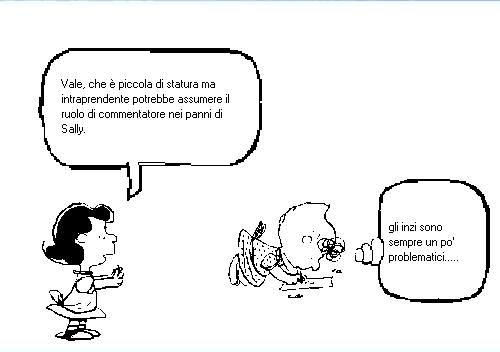 Vale, che è piccola di statura ma
intraprendente potrebbe assumere il
ruolo di commentatore nei panni di
Sally.
gli inzi sono
sempre un po'
problematici.....